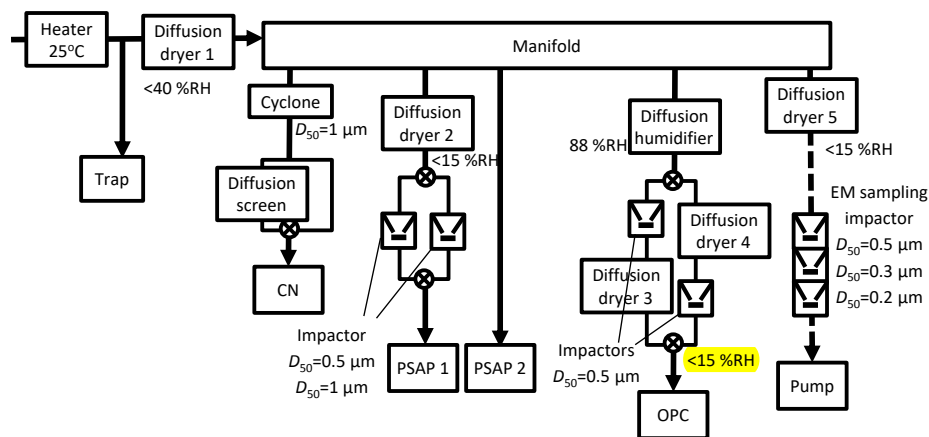 Heater
25°C
Diffusion
dryer 1
Manifold
<40 %RH
Trap
Cyclone
D50=1 μm
Diffusion
screen
CN
Diffusion
dryer 2
<15 %RH
Impactor
D50=0.5 μm
D50=1 μm
PSAP 1
PSAP 2
Diffusion
humidifier
88 %RH
Diffusion
dryer 3
Diffusion
dryer 4
Impactors
D50=0.5 μm
<15 %RH
OPC
Diffusion
dryer 5
<15 %RH
EM sampling
impactor
D50=0.5 μm
D50=0.3 μm
D50=0.2 μm
Pump